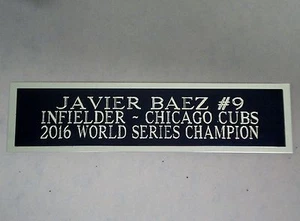 JAVIER BAEZ #9
INFIELDER ~ CHICAGO CUBS
2016 WORLD SERIES CHAMPION